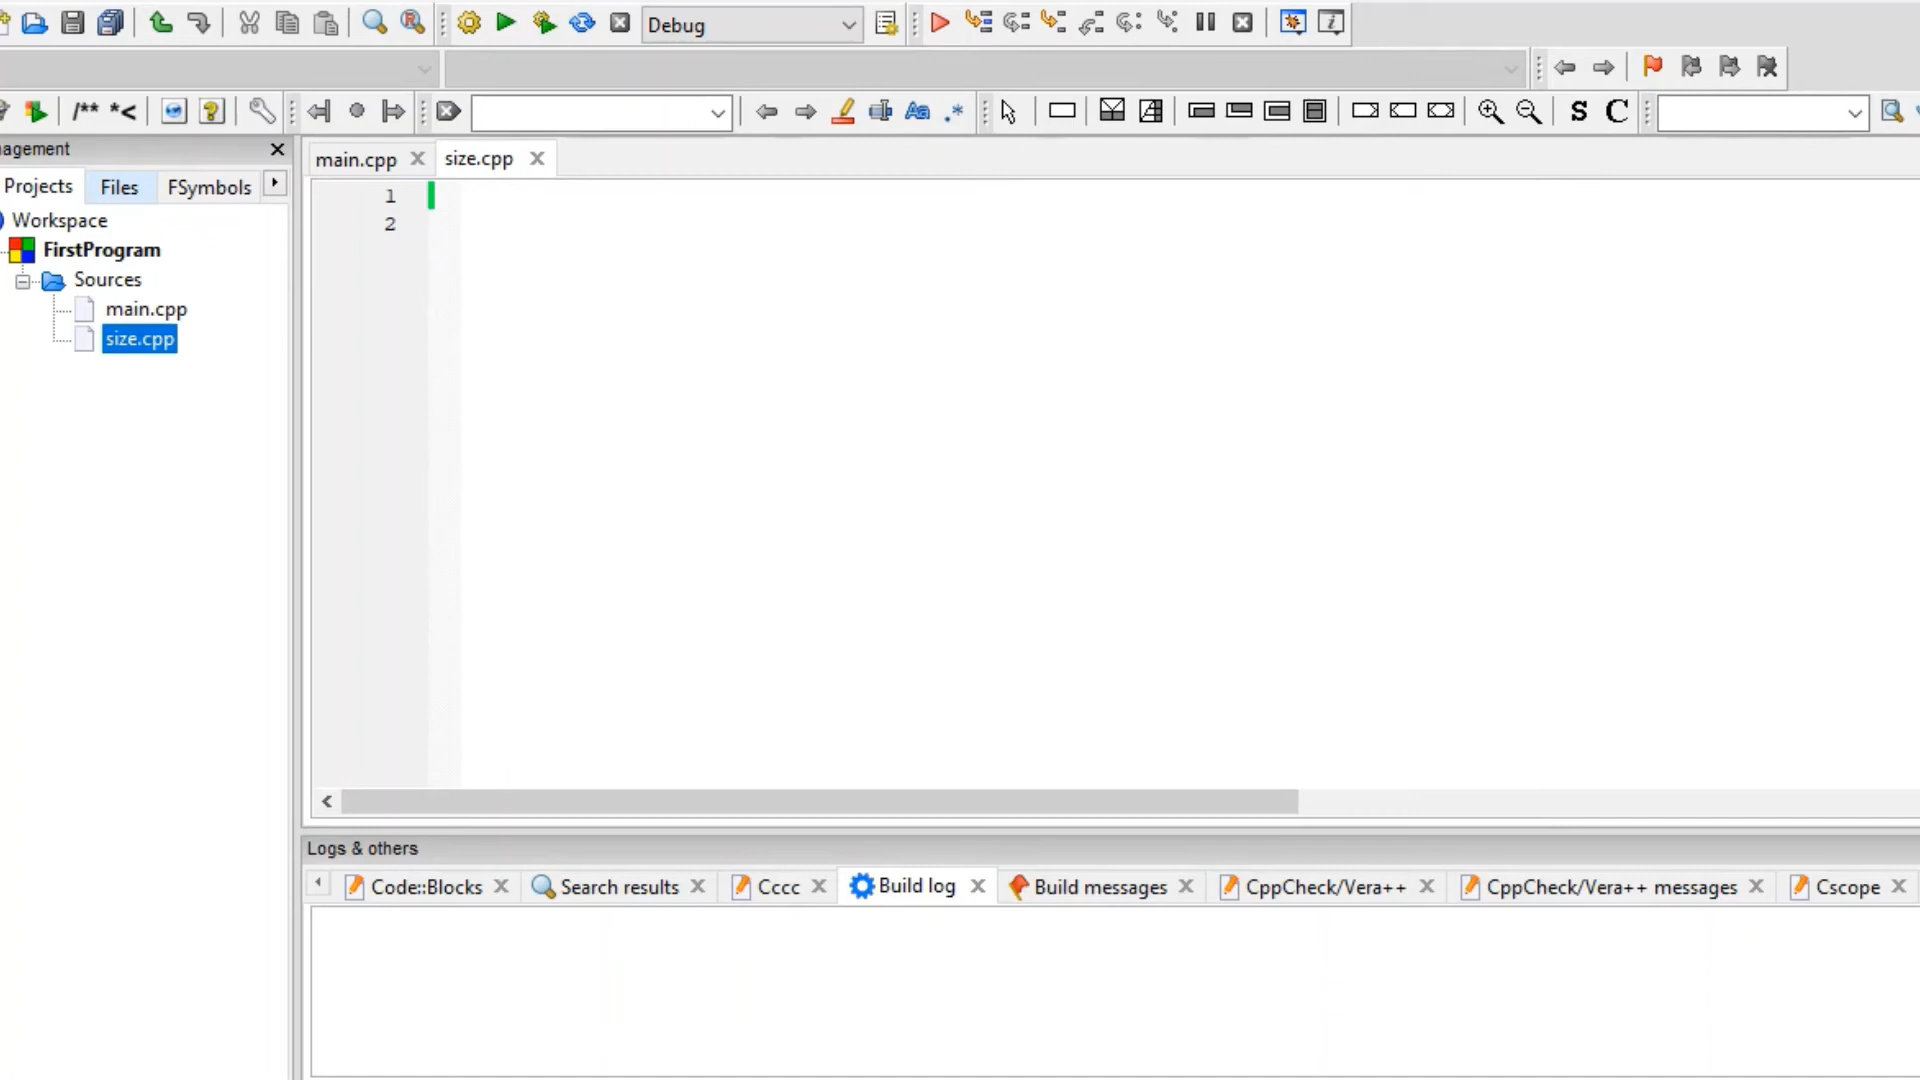 Debug
/** *<
Aa .*
S C
agement
main.cpp size.cpp
Projects Files FSymbols
1
2
Workspace
FirstProgram
Sources
main.cpp
size.cpp
Logs & others
Code::Blocks Search results Cccc Build log Build messages CppCheck/Vera++ CppCheck/Vera++ messages Cscope